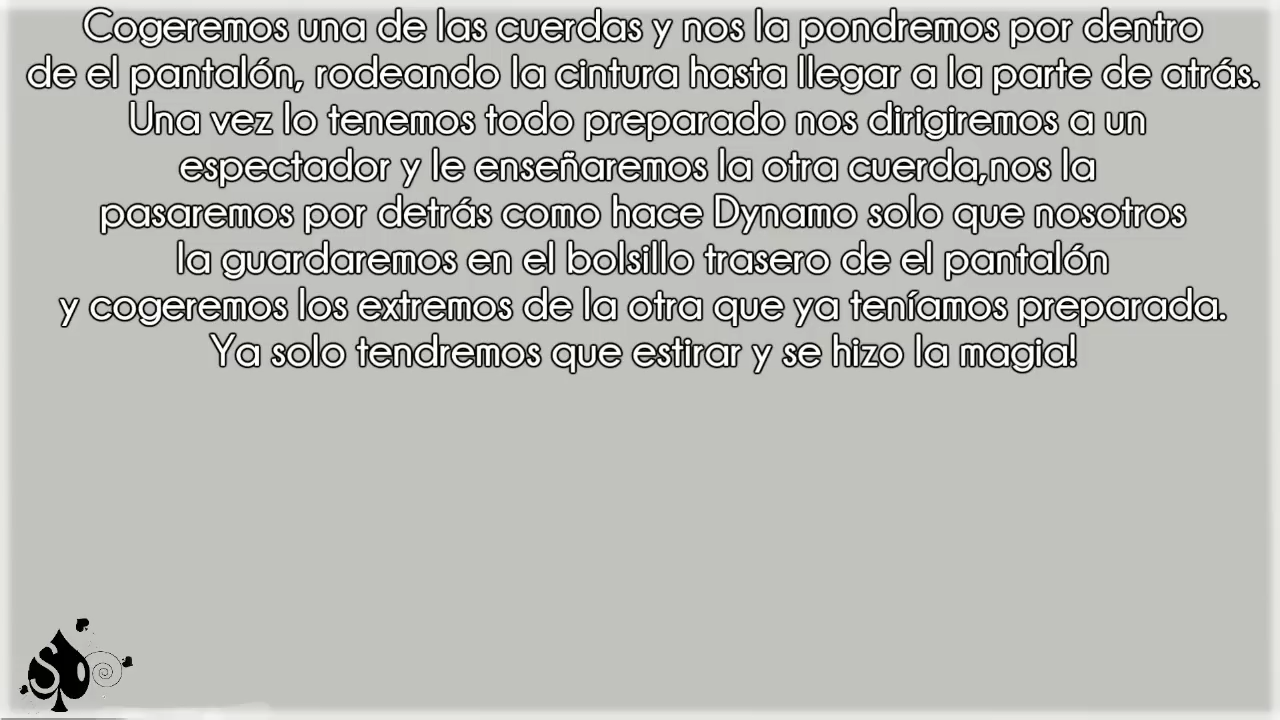 Cogeremos una de las cuerdas y nos la pondremos por dentro
de el pantalón, rodeando la cintura hasta llegar a la parte de atrás.
Una vez lo tenemos todo preparado nos dirigiremos a un
espectador y le enseñaremos la otra cuerda,nos la
pasaremos por detrás como hace Dynamo solo que nosotros
la guardaremos en el bolsillo trasero de el pantalón
y cogeremos los extremos de la otra que ya teníamos preparada.
Ya solo tendremos que estirar y se hizo la magia!